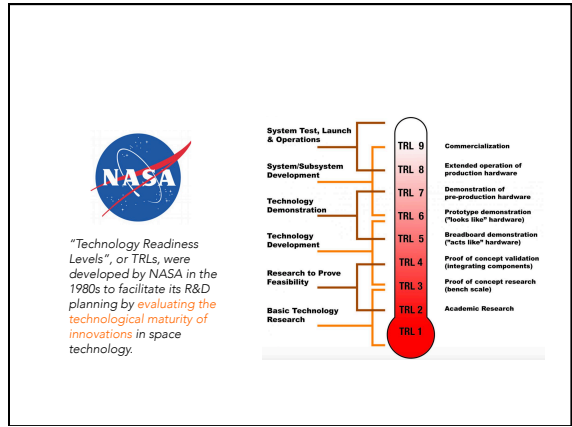 NASA
"Technology Readiness
Levels", or TRLs, were
developed by NASA in the
1980s to facilitate its R&D
planning by evaluating the
technological maturity of
innovations in space
technology.
System Test, Launch
& Operations
System/Subsystem
Development
Technology
Demonstration
Technology
Development
Research to Prove
Feasibility
Basic Technology
Research
TRL 9
TRL 8
TRL 7
TRL 6
TRL 5
TRL 4
TRL 3
TRL 2
TRL 1
Commercialization
Extended operation of
production hardware
Demonstration of
pre-production hardware
Prototype demonstration
("looks like" hardware)
Breadboard demonstration
("acts like" hardware)
Proof of concept validation
(integrating components)
Proof of concept research
(bench scale)
Academic Research